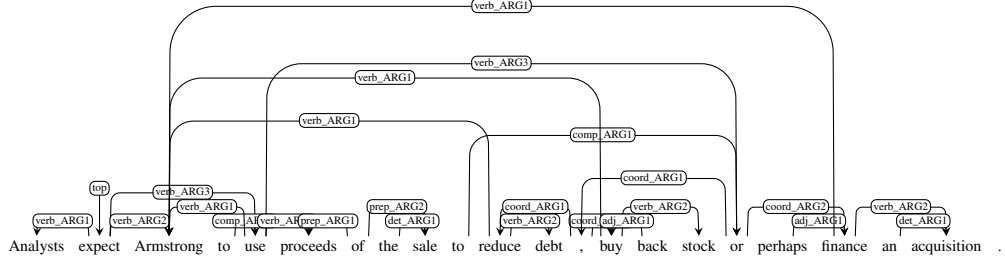 verb_ARG1
verb_ARG3
verb_ARG1
verb_ARG1
comp_ARG1
coord_ARG1
top
verb_ARG3
verb_ARG1
prep_ARG2
coord_ARG1
verb_ARG2
coord_ARG2
verb_ARG2
verb_ARG1
verb_ARG2
prep_ARG1
det_ARG1
verb_ARG2
adj_ARG1
adj_ARG1
det_ARG1
Analysts expect Armstrong to use proceeds of the sale to reduce debt , buy back stock or perhaps finance an acquisition .